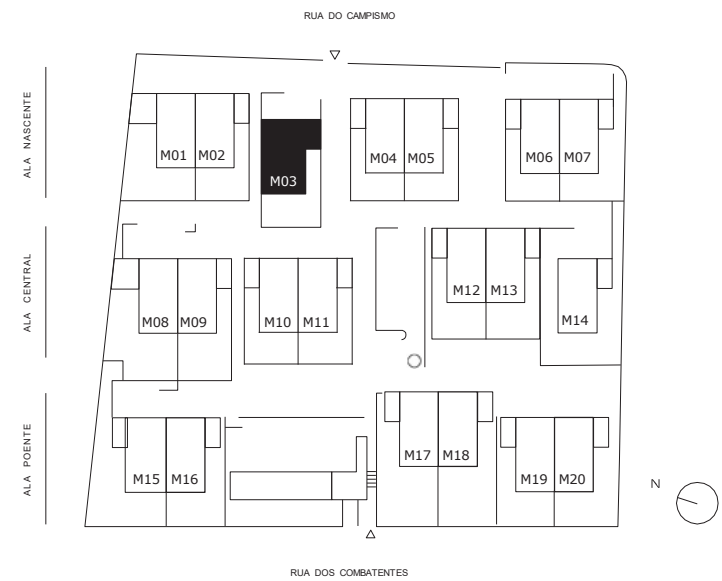 RUA DO CAMPISMO
ALA NASCENTE
M01 M02
M03
M04 M05
M06 M07
ALA CENTRAL
M08 M09
M10 M11
M12 M13
M14
ALA POENTE
M15 M16
M17 M18
M19 M20
N
RUA DOS COMBATENTES